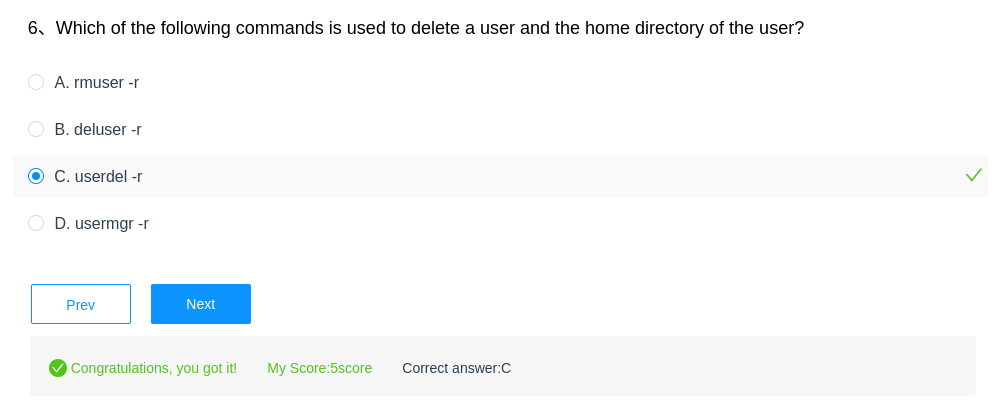 6、Which of the following commands is used to delete a user and the home directory of the user?
A. rmuser -r
B. deluser -r
C. userdel -r
D. usermgr -r
Prev Next
Congratulations, you got it! My Score:5score Correct answer:C